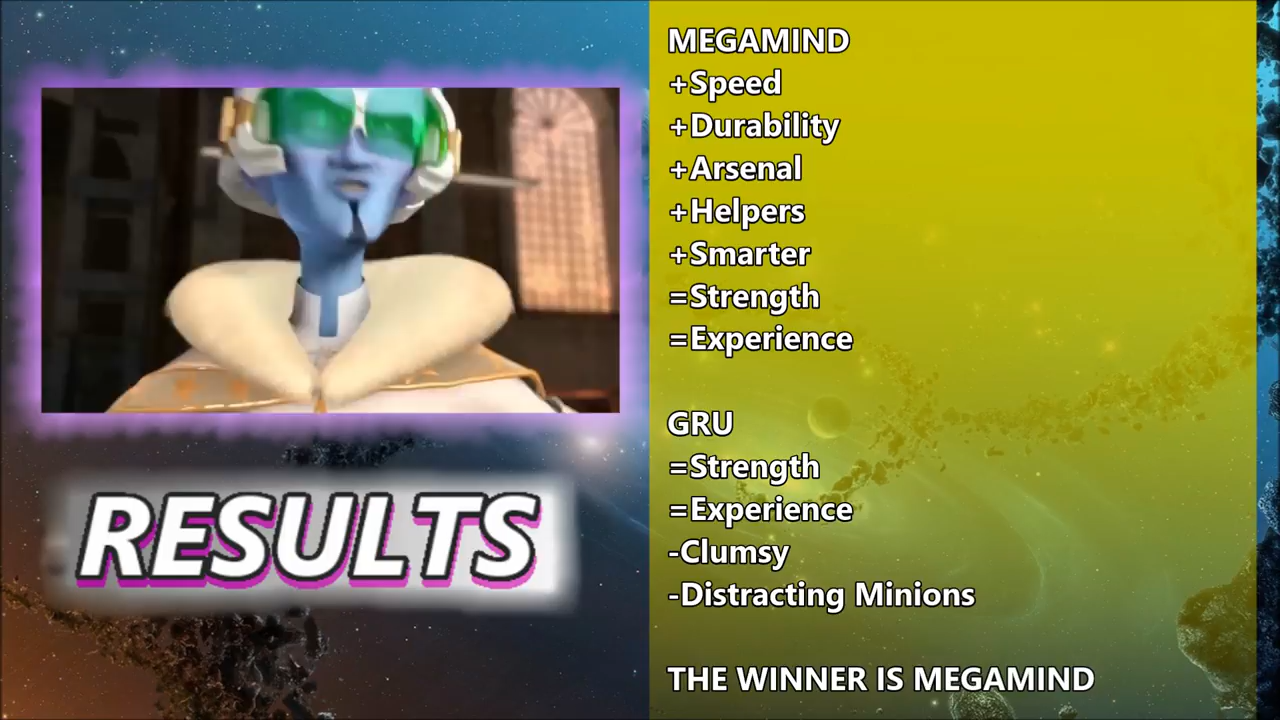 MEGAMIND
+Speed
+Durability
+Arsenal
+Helpers
+Smarter
=Strength
=Experience
GRU
=Strength
=Experience
-Clumsy
-Distracting Minions
THE WINNER IS MEGAMIND
RESULTS